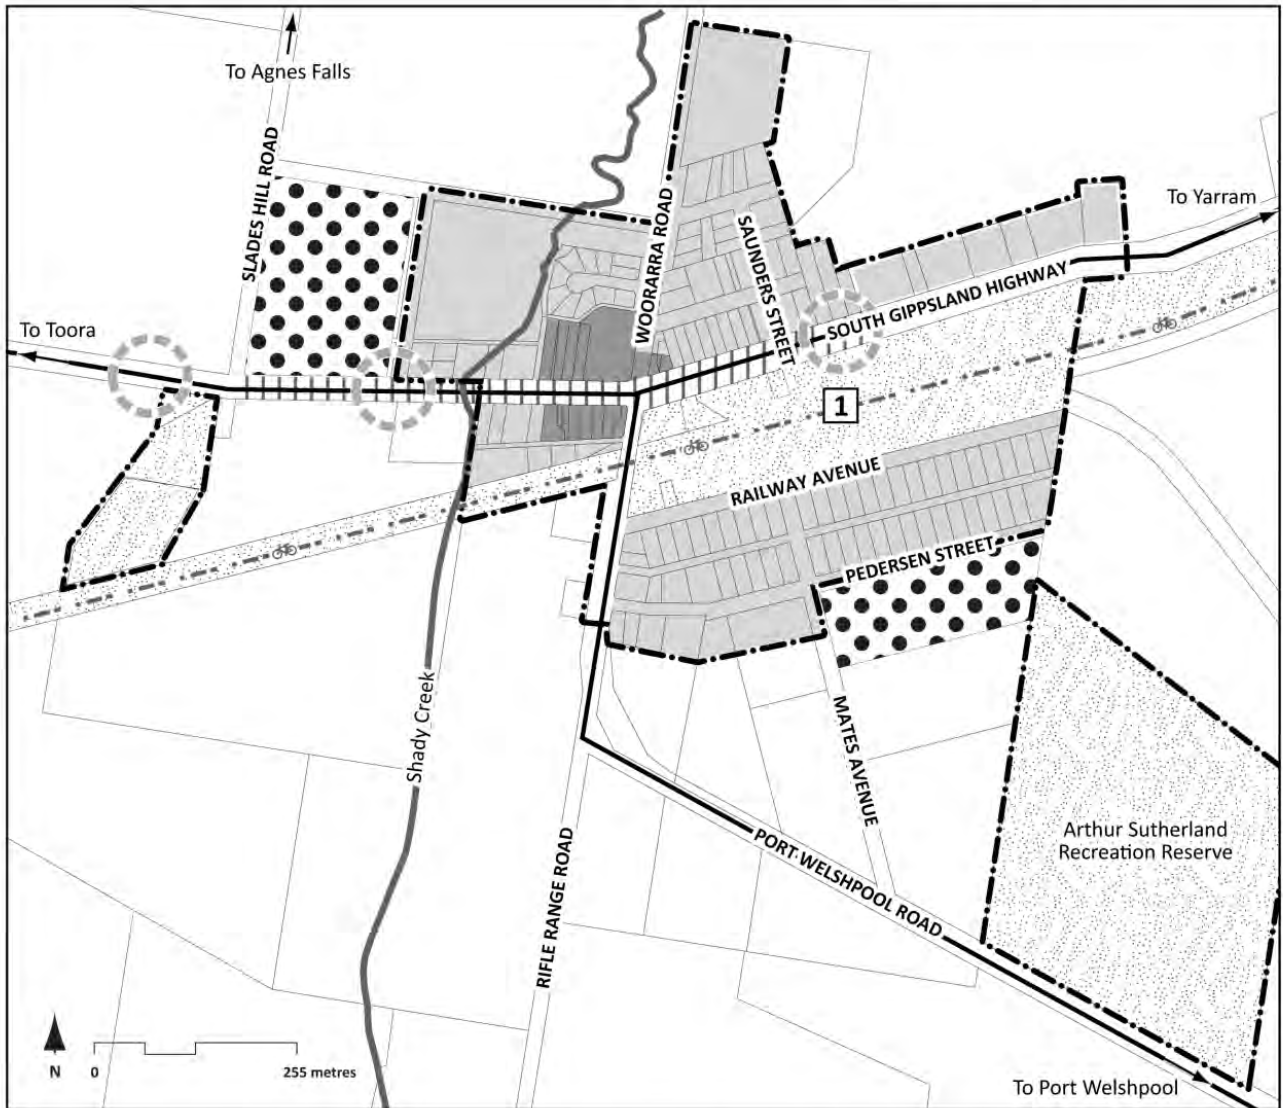 To Agnes Falls
SLADES HILL ROAD
WOORARRA ROAD
SAUNDERS STREET
To Yarram
SOUTH GIPPSLAND HIGHWAY
To Toora
1
RAILWAY AVENUE
PEDERSEN STREET
Shady Creek
MATES AVENUE
Arthur Sutherland
Recreation Reserve
PORT WELSHPOOL ROAD
RIFLE RANGE ROAD
N
0
255 metres
To Port Welshpool